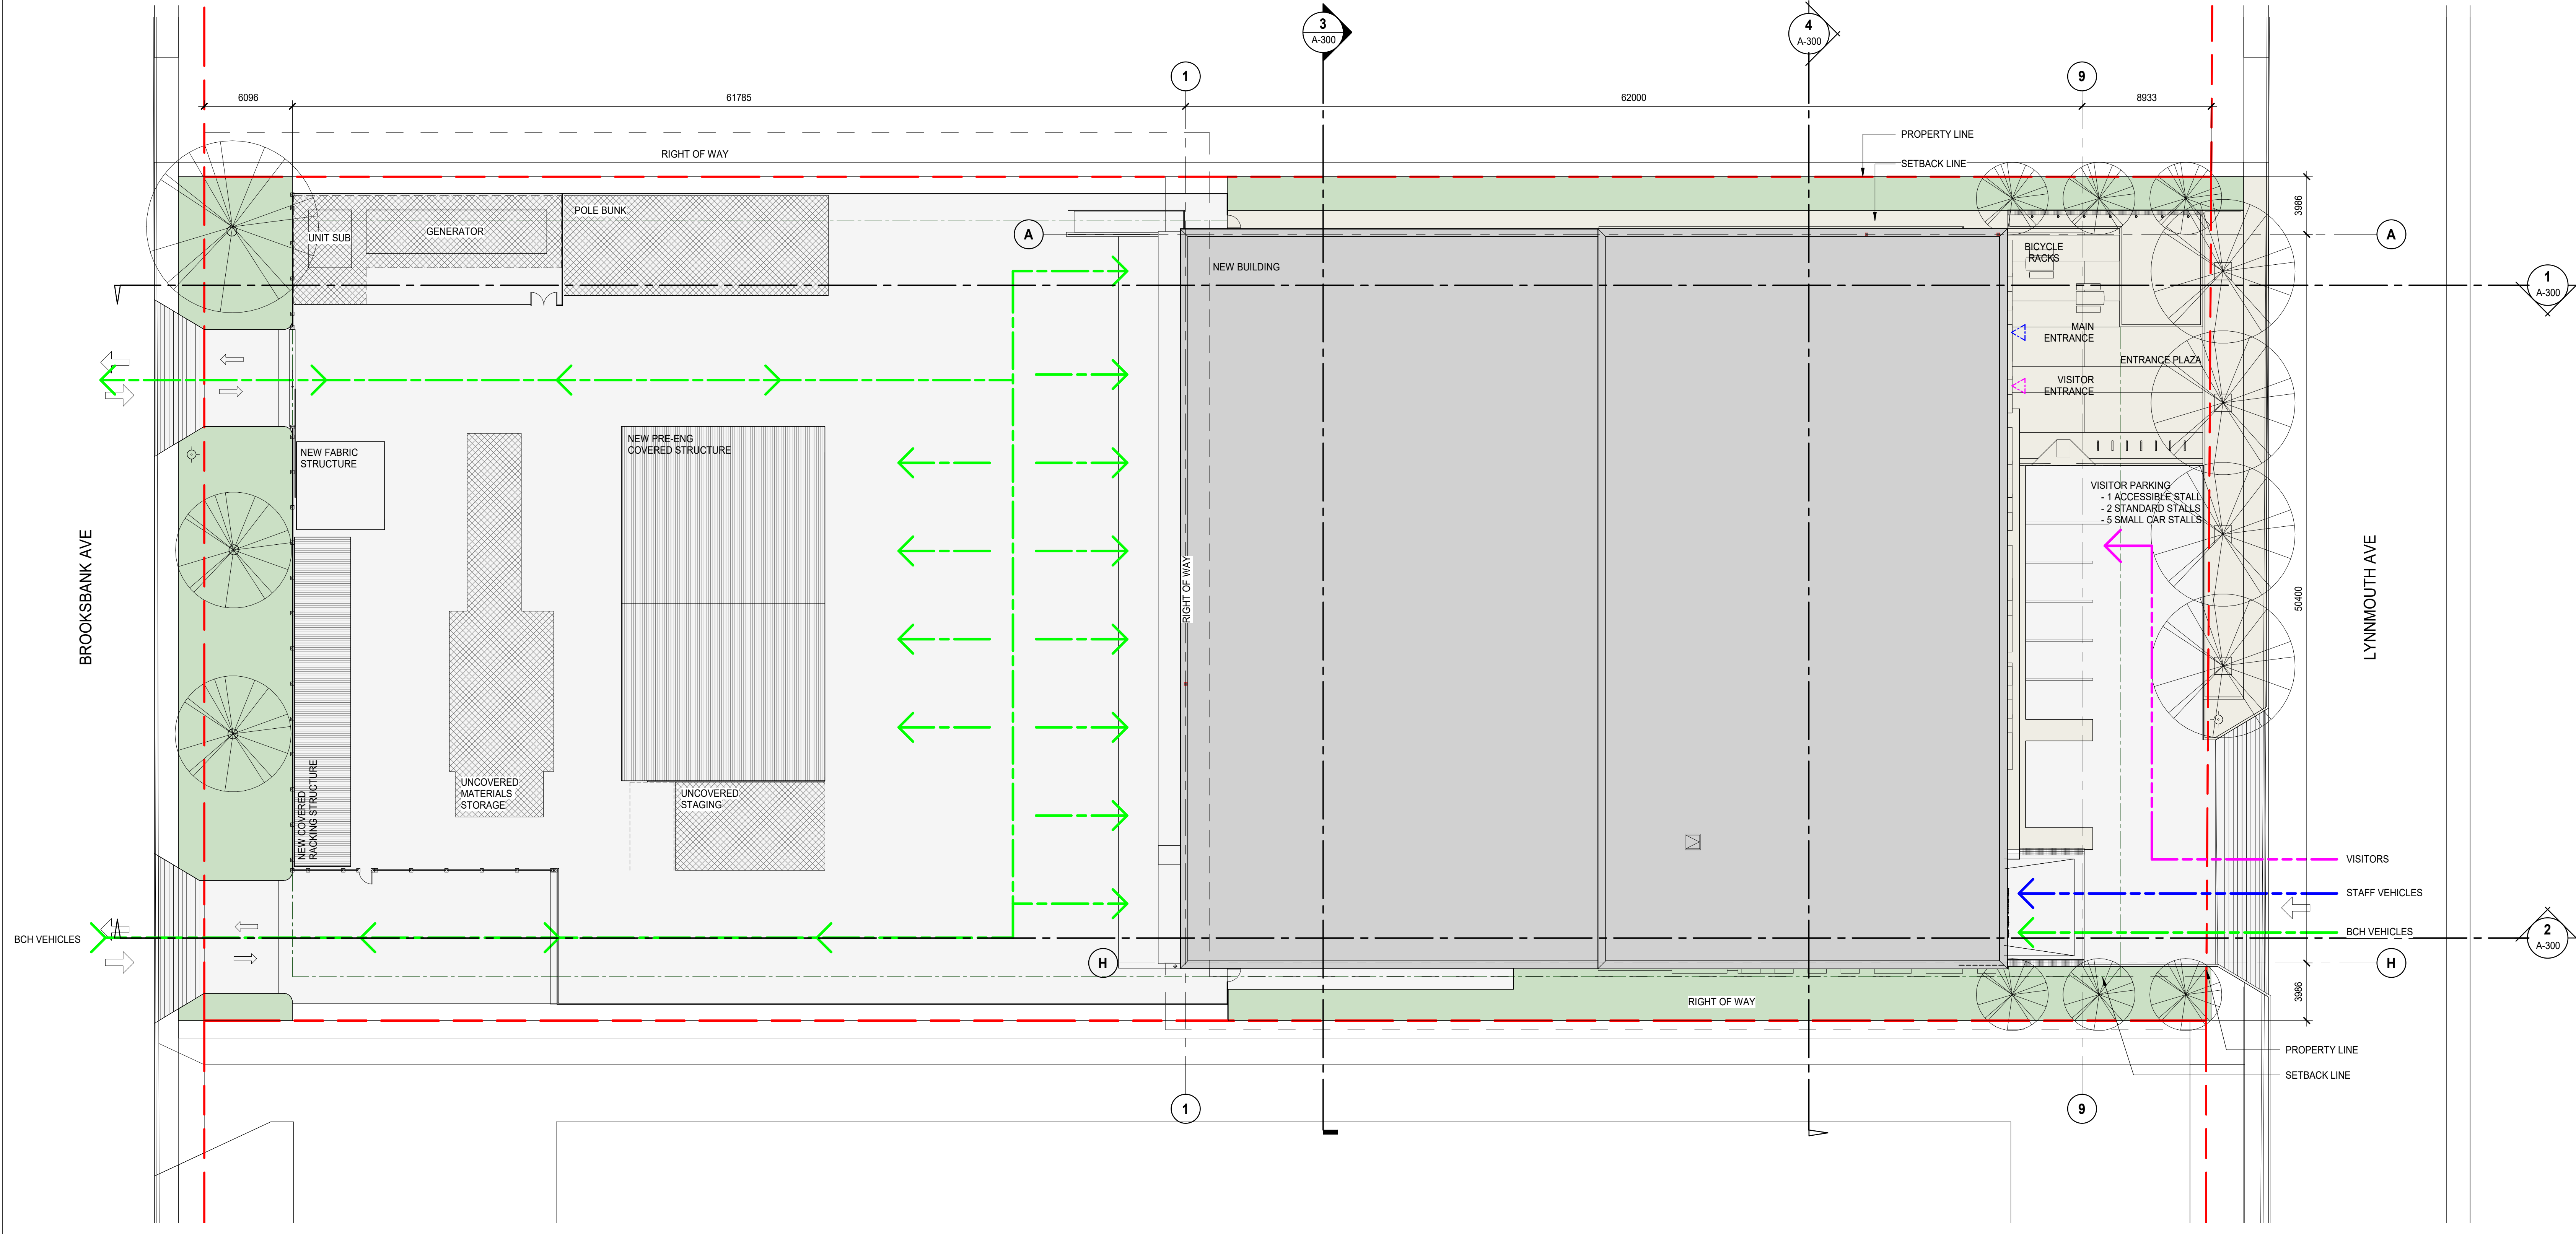 3
A-300
4
A-300
1
9
6096
61785
62000
8933
PROPERTY LINE
RIGHT OF WAY
SETBACK LINE
3986
POLE BUNK
UNIT SUB
GENERATOR
A
A
BICYCLE
RACKS
NEW BUILDING
1
A-300
MAIN
ENTRANCE
ENTRANCE PLAZA
VISITOR
ENTRANCE
NEW FABRIC
STRUCTURE
NEW PRE-ENG
COVERED STRUCTURE
VISITOR PARKING
- 1 ACCESSIBLE STALL
- 2 STANDARD STALLS
- 5 SMALL CAR STALLS
BROOKSBANK AVE
RIGHT OF WAY
50400
LYNNMOUTH AVE
NEW COVERED
RACKING STRUCTURE
UNCOVERED
MATERIALS
STORAGE
UNCOVERED
STAGING
VISITORS
STAFF VEHICLES
BCH VEHICLES
BCH VEHICLES
2
A-300
H
H
RIGHT OF WAY
3986
PROPERTY LINE
SETBACK LINE
1
9